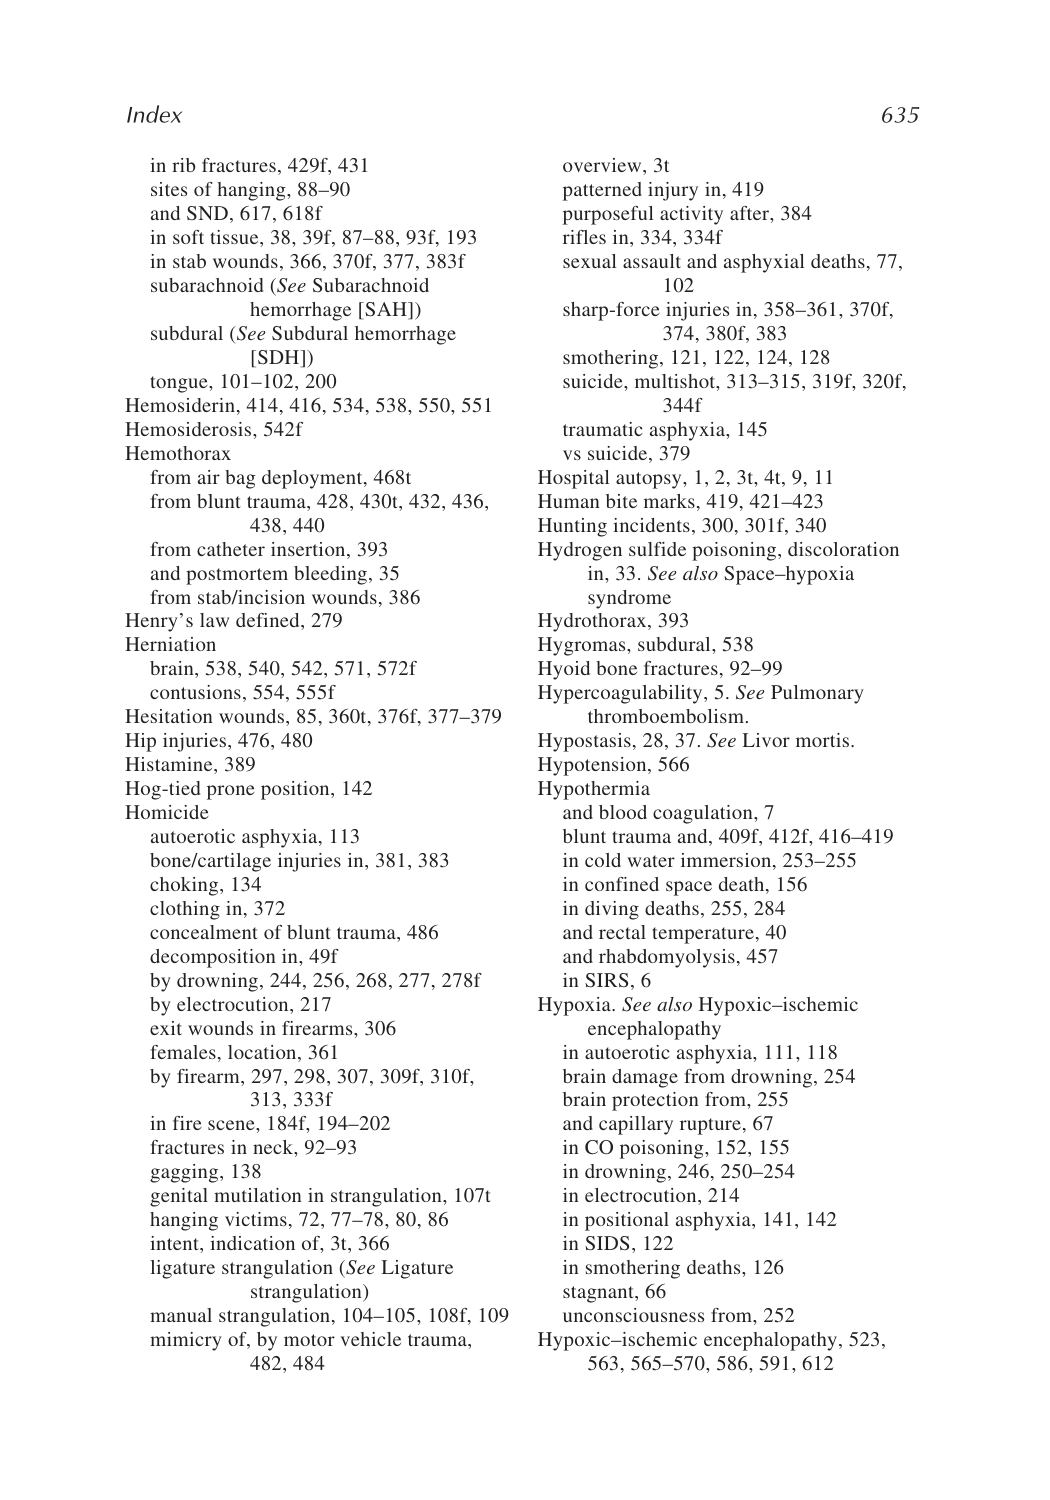 Index 635
in rib fractures, 429f, 431
sites of hanging, 88–90
and SND, 617, 618f
in soft tissue, 38, 39f, 87–88, 93f, 193
in stab wounds, 366, 370f, 377, 383f
subarachnoid (See Subarachnoid
hemorrhage [SAH])
subdural (See Subdural hemorrhage
[SDH])
tongue, 101–102, 200
Hemosiderin, 414, 416, 534, 538, 550, 551
Hemosiderosis, 542f
Hemothorax
from air bag deployment, 468t
from blunt trauma, 428, 430t, 432, 436,
438, 440
from catheter insertion, 393
and postmortem bleeding, 35
from stab/incision wounds, 386
Henry's law defined, 279
Herniation
brain, 538, 540, 542, 571, 572f
contusions, 554, 555f
Hesitation wounds, 85, 360t, 376f, 377–379
Hip injuries, 476, 480
Histamine, 389
Hog-tied prone position, 142
Homicide
autoerotic asphyxia, 113
bone/cartilage injuries in, 381, 383
choking, 134
clothing in, 372
concealment of blunt trauma, 486
decomposition in, 49f
by drowning, 244, 256, 268, 277, 278f
by electrocution, 217
exit wounds in firearms, 306
females, location, 361
by firearm, 297, 298, 307, 309f, 310f,
313, 333f
in fire scene, 184f, 194–202
fractures in neck, 92–93
gagging, 138
genital mutilation in strangulation, 107t
hanging victims, 72, 77–78, 80, 86
intent, indication of, 3t, 366
ligature strangulation (See Ligature
strangulation)
manual strangulation, 104–105, 108f, 109
mimicry of, by motor vehicle trauma,
482, 484
overview, 3t
patterned injury in, 419
purposeful activity after, 384
rifles in, 334, 334f
sexual assault and asphyxial deaths, 77,
102
sharp-force injuries in, 358–361, 370f,
374, 380f, 383
smothering, 121, 122, 124, 128
suicide, multishot, 313–315, 319f, 320f,
344f
traumatic asphyxia, 145
vs suicide, 379
Hospital autopsy, 1, 2, 3t, 4t, 9, 11
Human bite marks, 419, 421–423
Hunting incidents, 300, 301f, 340
Hydrogen sulfide poisoning, discoloration
in, 33. See also Space–hypoxia
syndrome
Hydrothorax, 393
Hygromas, subdural, 538
Hyoid bone fractures, 92–99
Hypercoagulability, 5. See Pulmonary
thromboembolism.
Hypostasis, 28, 37. See Livor mortis.
Hypotension, 566
Hypothermia
and blood coagulation, 7
blunt trauma and, 409f, 412f, 416–419
in cold water immersion, 253–255
in confined space death, 156
in diving deaths, 255, 284
and rectal temperature, 40
and rhabdomyolysis, 457
in SIRS, 6
Hypoxia. See also Hypoxic–ischemic
encephalopathy
in autoerotic asphyxia, 111, 118
brain damage from drowning, 254
brain protection from, 255
and capillary rupture, 67
in CO poisoning, 152, 155
in drowning, 246, 250–254
in electrocution, 214
in positional asphyxia, 141, 142
in SIDS, 122
in smothering deaths, 126
stagnant, 66
unconsciousness from, 252
Hypoxic–ischemic encephalopathy, 523,
563, 565–570, 586, 591, 612